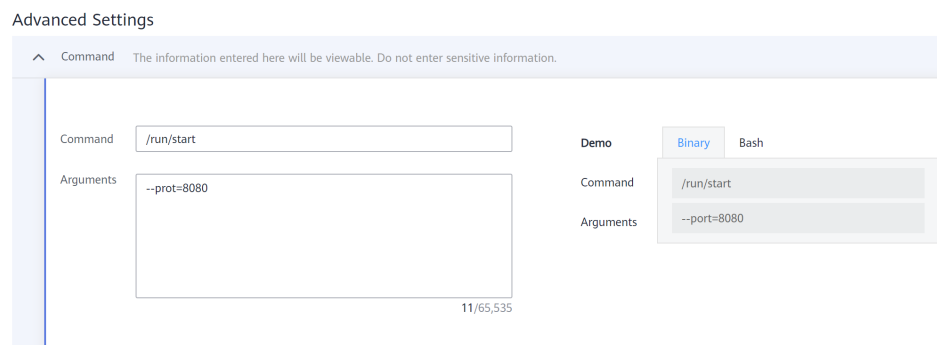 Advanced Settings
Command The information entered here will be viewable. Do not enter sensitive information.
Command /run/start
Arguments --prot=8080
11/65,535
Demo Binary Bash
Command /run/start
Arguments --port=8080